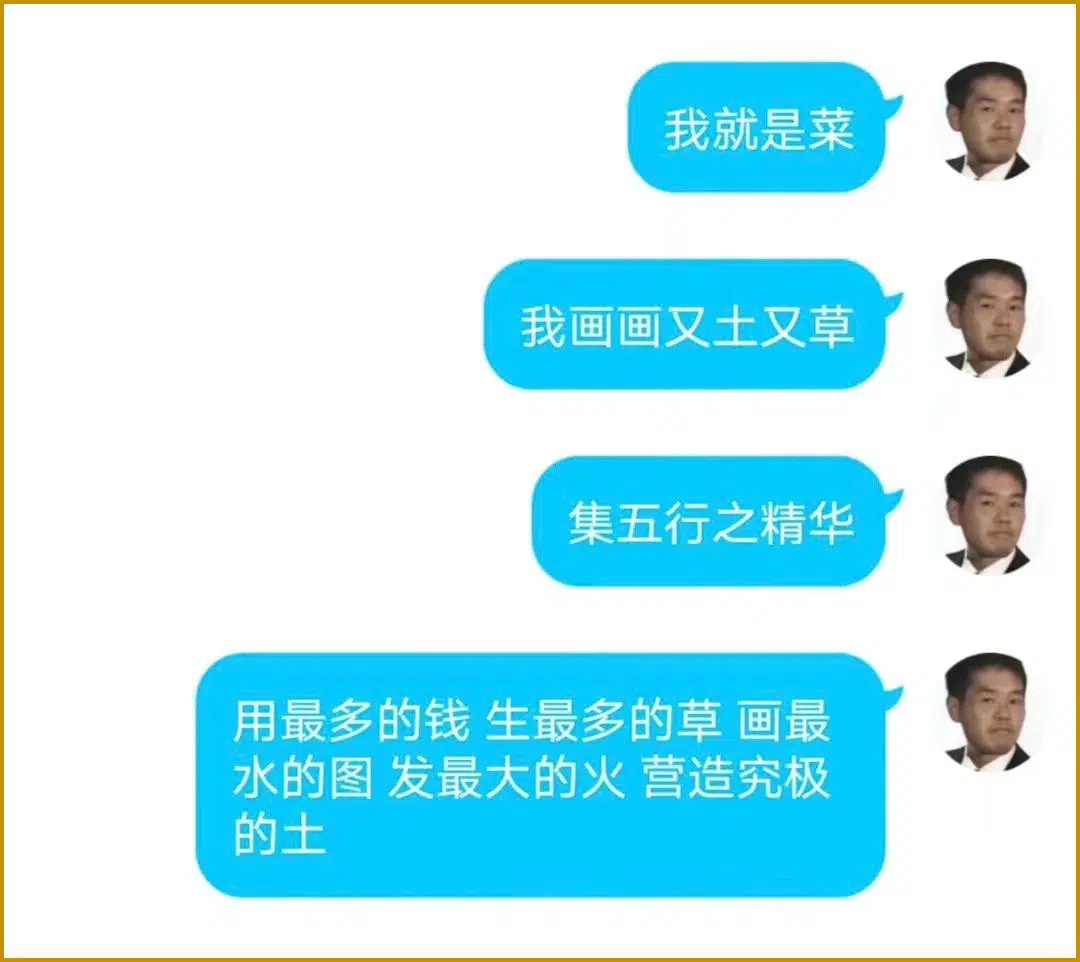 我就是菜
我画画又土又草
集五行之精华
用最多的钱 生最多的草 画最
水的图 发最大的火 营造究极
的土